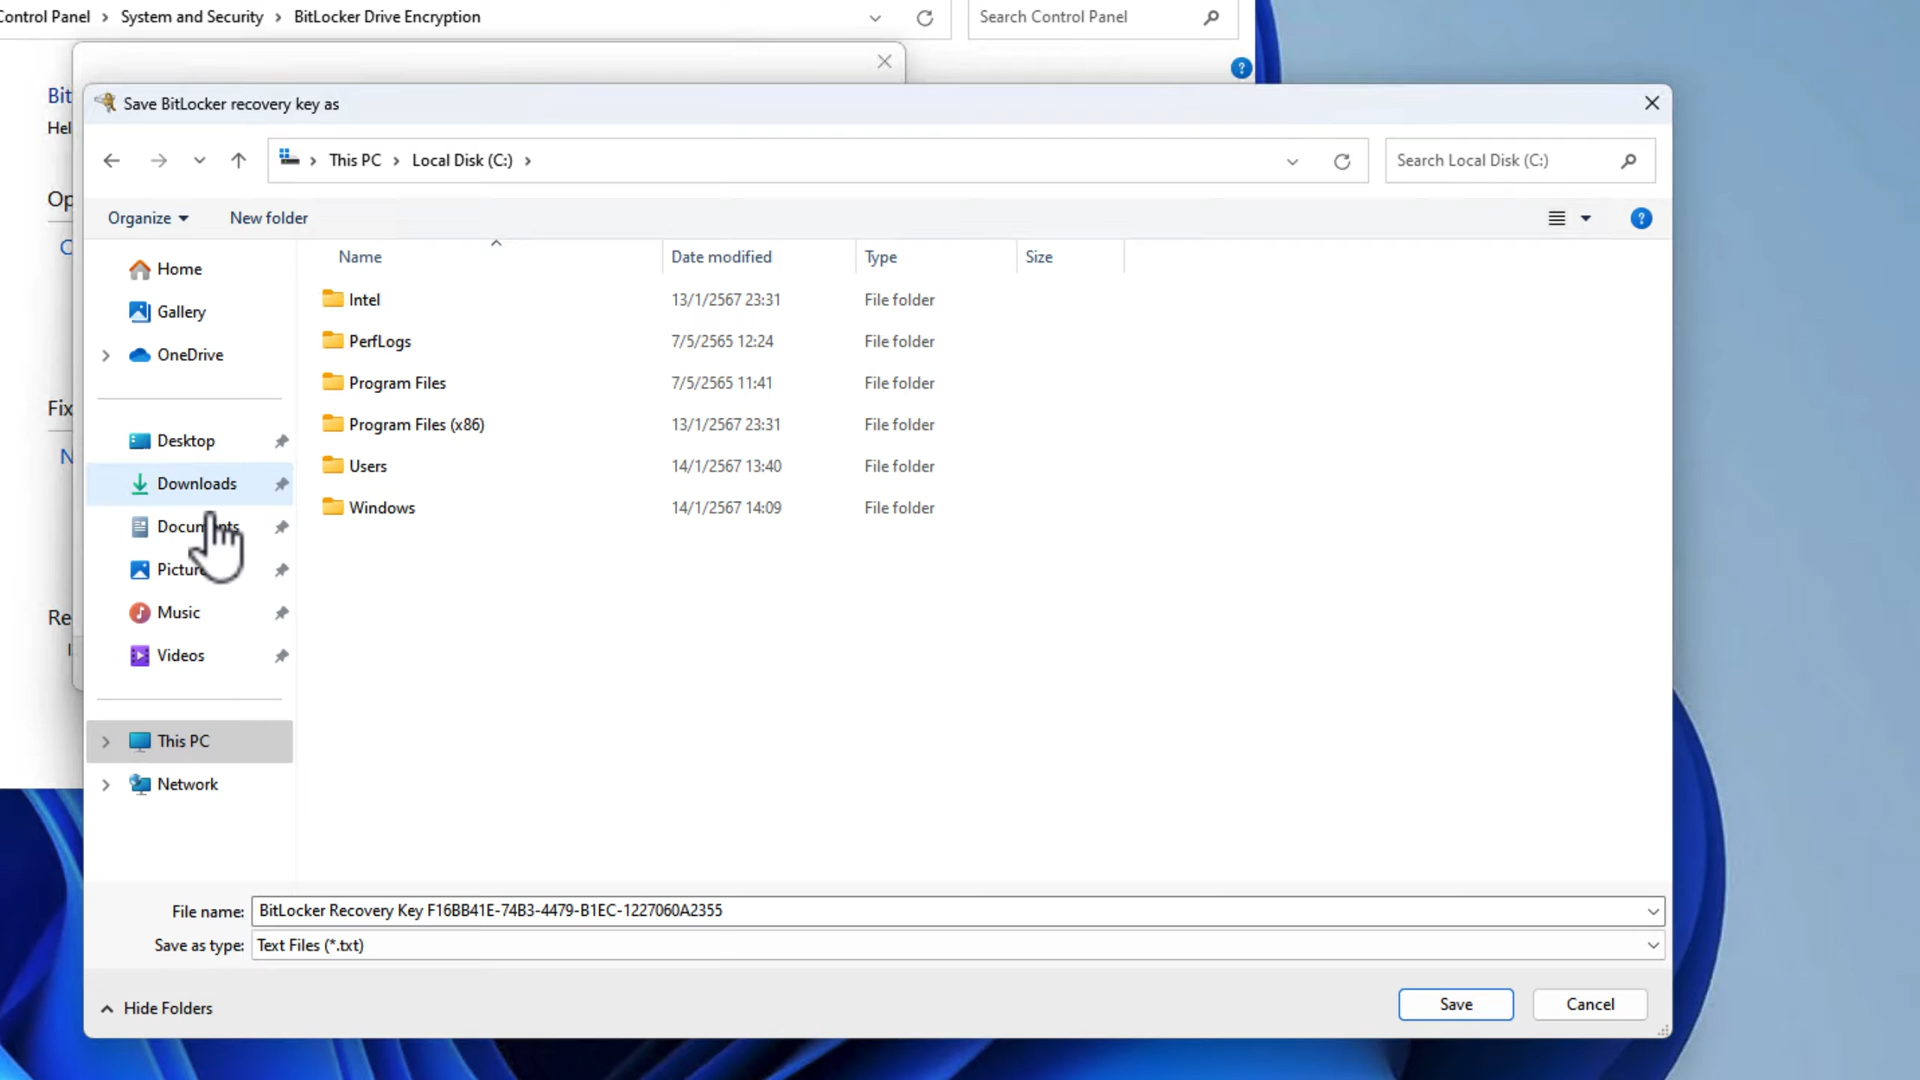 Control Panel > System and Security > BitLocker Drive Encryption
Search Control Panel
Bit
Hel
Op
C
Fix
N
Re
Save BitLocker recovery key as
This PC > Local Disk (C:) >
Search Local Disk (C:)
Organize
New folder
Home
Gallery
OneDrive
Desktop
Downloads
Documents
Pictur
Music
Videos
This PC
Network
Name Date modified Type Size
Intel 13/1/2567 23:31 File folder
PerfLogs 7/5/2565 12:24 File folder
Program Files 7/5/2565 11:41 File folder
Program Files (x86) 13/1/2567 23:31 File folder
Users 14/1/2567 13:40 File folder
Windows 14/1/2567 14:09 File folder
File name: BitLocker Recovery Key F16BB41E-74B3-4479-B1EC-1227060A2355
Save as type: Text Files (*.txt)
Hide Folders
Save
Cancel